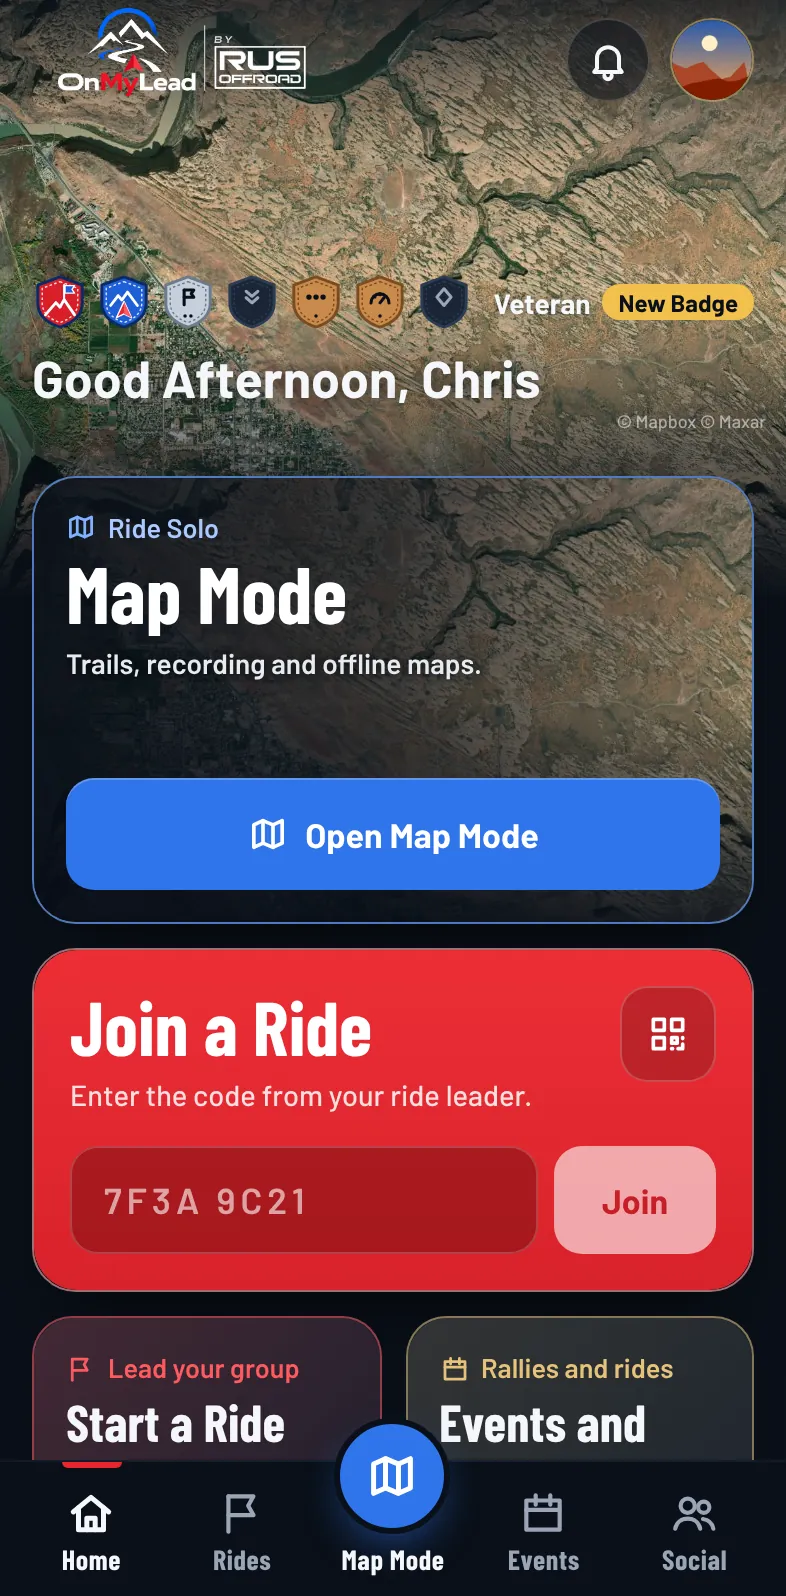 OnMyLead
BY
RUS
OFFROAD
Veteran
New Badge
Good Afternoon, Chris
© Mapbox © Maxar
Ride Solo
Map Mode
Trails, recording and offline maps.
Open Map Mode
Join a Ride
Enter the code from your ride leader.
7F3A 9C21
Join
Lead your group
Start a Ride
Rallies and rides
Events and
Home
Rides
Map Mode
Events
Social